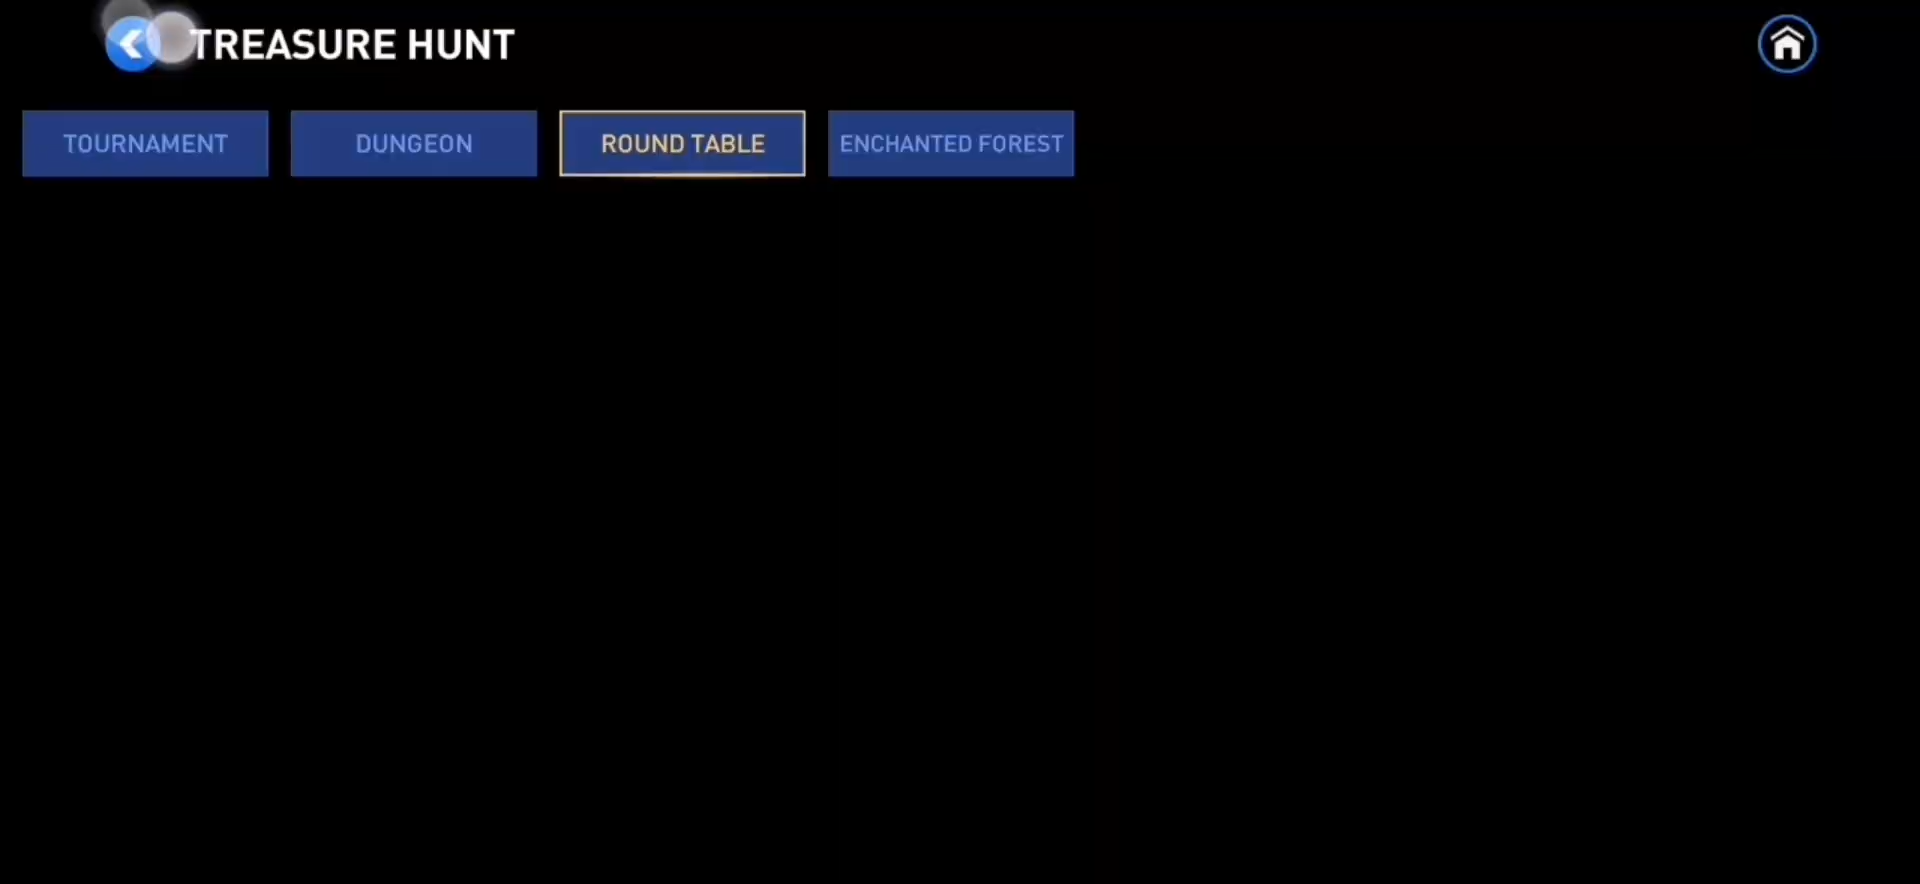 TREASURE HUNT
TOURNAMENT
DUNGEON
ROUND TABLE
ENCHANTED FOREST